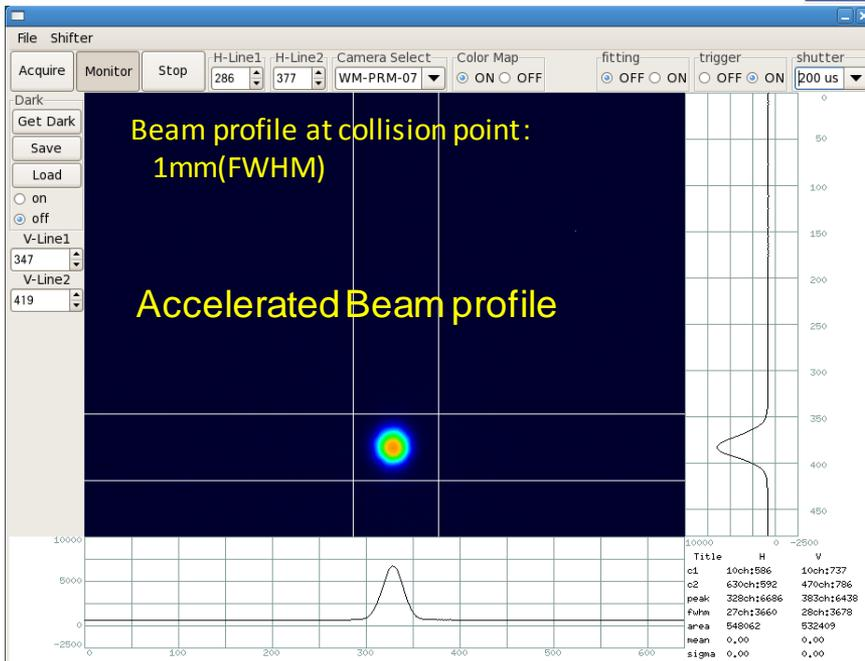 File Shifter
Acquire Monitor Stop H-Line1 286 H-Line2 377 Camera Select WM-PRM-07 Color Map ON OFF fitting OFF ON trigger OFF ON shutter 200 us
Dark
Get Dark
Save
Load
on
off
V-Line1
347
V-Line2
419
Beam profile at collision point:
1mm(FWHM)
Accelerated Beam profile
0
50
100
150
200
250
300
350
400
450
10000 0 -2500
10000
5000
0
-2500
0 100 200 300 400 500 600
Title H V
c1 10ch:586 10ch:737
c2 630ch:592 470ch:786
peak 328ch:6686 383ch:6438
fwhm 27ch:3660 28ch:3678
area 548062 532409
mean 0.00 0.00
sigma 0.00 0.00